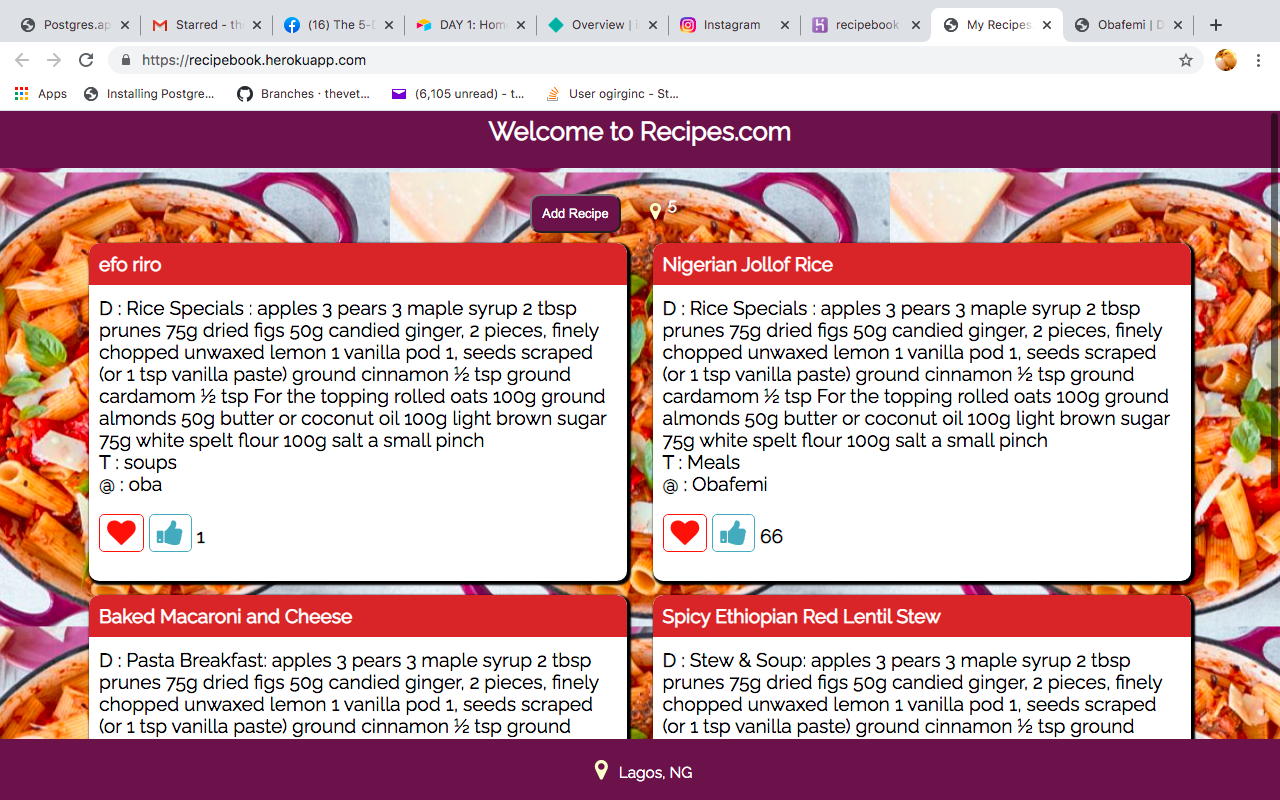 Postgres.ap
Starred - th
(16) The 5-D
DAY 1: Hom
Overview | i
Instagram
recipebook
My Recipes
Obafemi | D
https://recipebook.herokuapp.com
Apps
Installing Postgre...
Branches · thevet...
(6,105 unread) - t...
User ogirginc - St...
Welcome to Recipes.com
Add Recipe
5
efo riro
D : Rice Specials : apples 3 pears 3 maple syrup 2 tbsp
prunes 75g dried figs 50g candied ginger, 2 pieces, finely
chopped unwaxed lemon 1 vanilla pod 1, seeds scraped
(or 1 tsp vanilla paste) ground cinnamon ½ tsp ground
cardamom ½ tsp For the topping rolled oats 100g ground
almonds 50g butter or coconut oil 100g light brown sugar
75g white spelt flour 100g salt a small pinch
T : soups
@ : oba
1
Nigerian Jollof Rice
D : Rice Specials : apples 3 pears 3 maple syrup 2 tbsp
prunes 75g dried figs 50g candied ginger, 2 pieces, finely
chopped unwaxed lemon 1 vanilla pod 1, seeds scraped
(or 1 tsp vanilla paste) ground cinnamon ½ tsp ground
cardamom ½ tsp For the topping rolled oats 100g ground
almonds 50g butter or coconut oil 100g light brown sugar
75g white spelt flour 100g salt a small pinch
T : Meals
@ : Obafemi
66
Baked Macaroni and Cheese
D : Pasta Breakfast: apples 3 pears 3 maple syrup 2 tbsp
prunes 75g dried figs 50g candied ginger, 2 pieces, finely
chopped unwaxed lemon 1 vanilla pod 1, seeds scraped
(or 1 tsp vanilla paste) ground cinnamon ½ tsp ground
Spicy Ethiopian Red Lentil Stew
D : Stew & Soup: apples 3 pears 3 maple syrup 2 tbsp
prunes 75g dried figs 50g candied ginger, 2 pieces, finely
chopped unwaxed lemon 1 vanilla pod 1, seeds scraped
(or 1 tsp vanilla paste) ground cinnamon ½ tsp ground
Lagos, NG